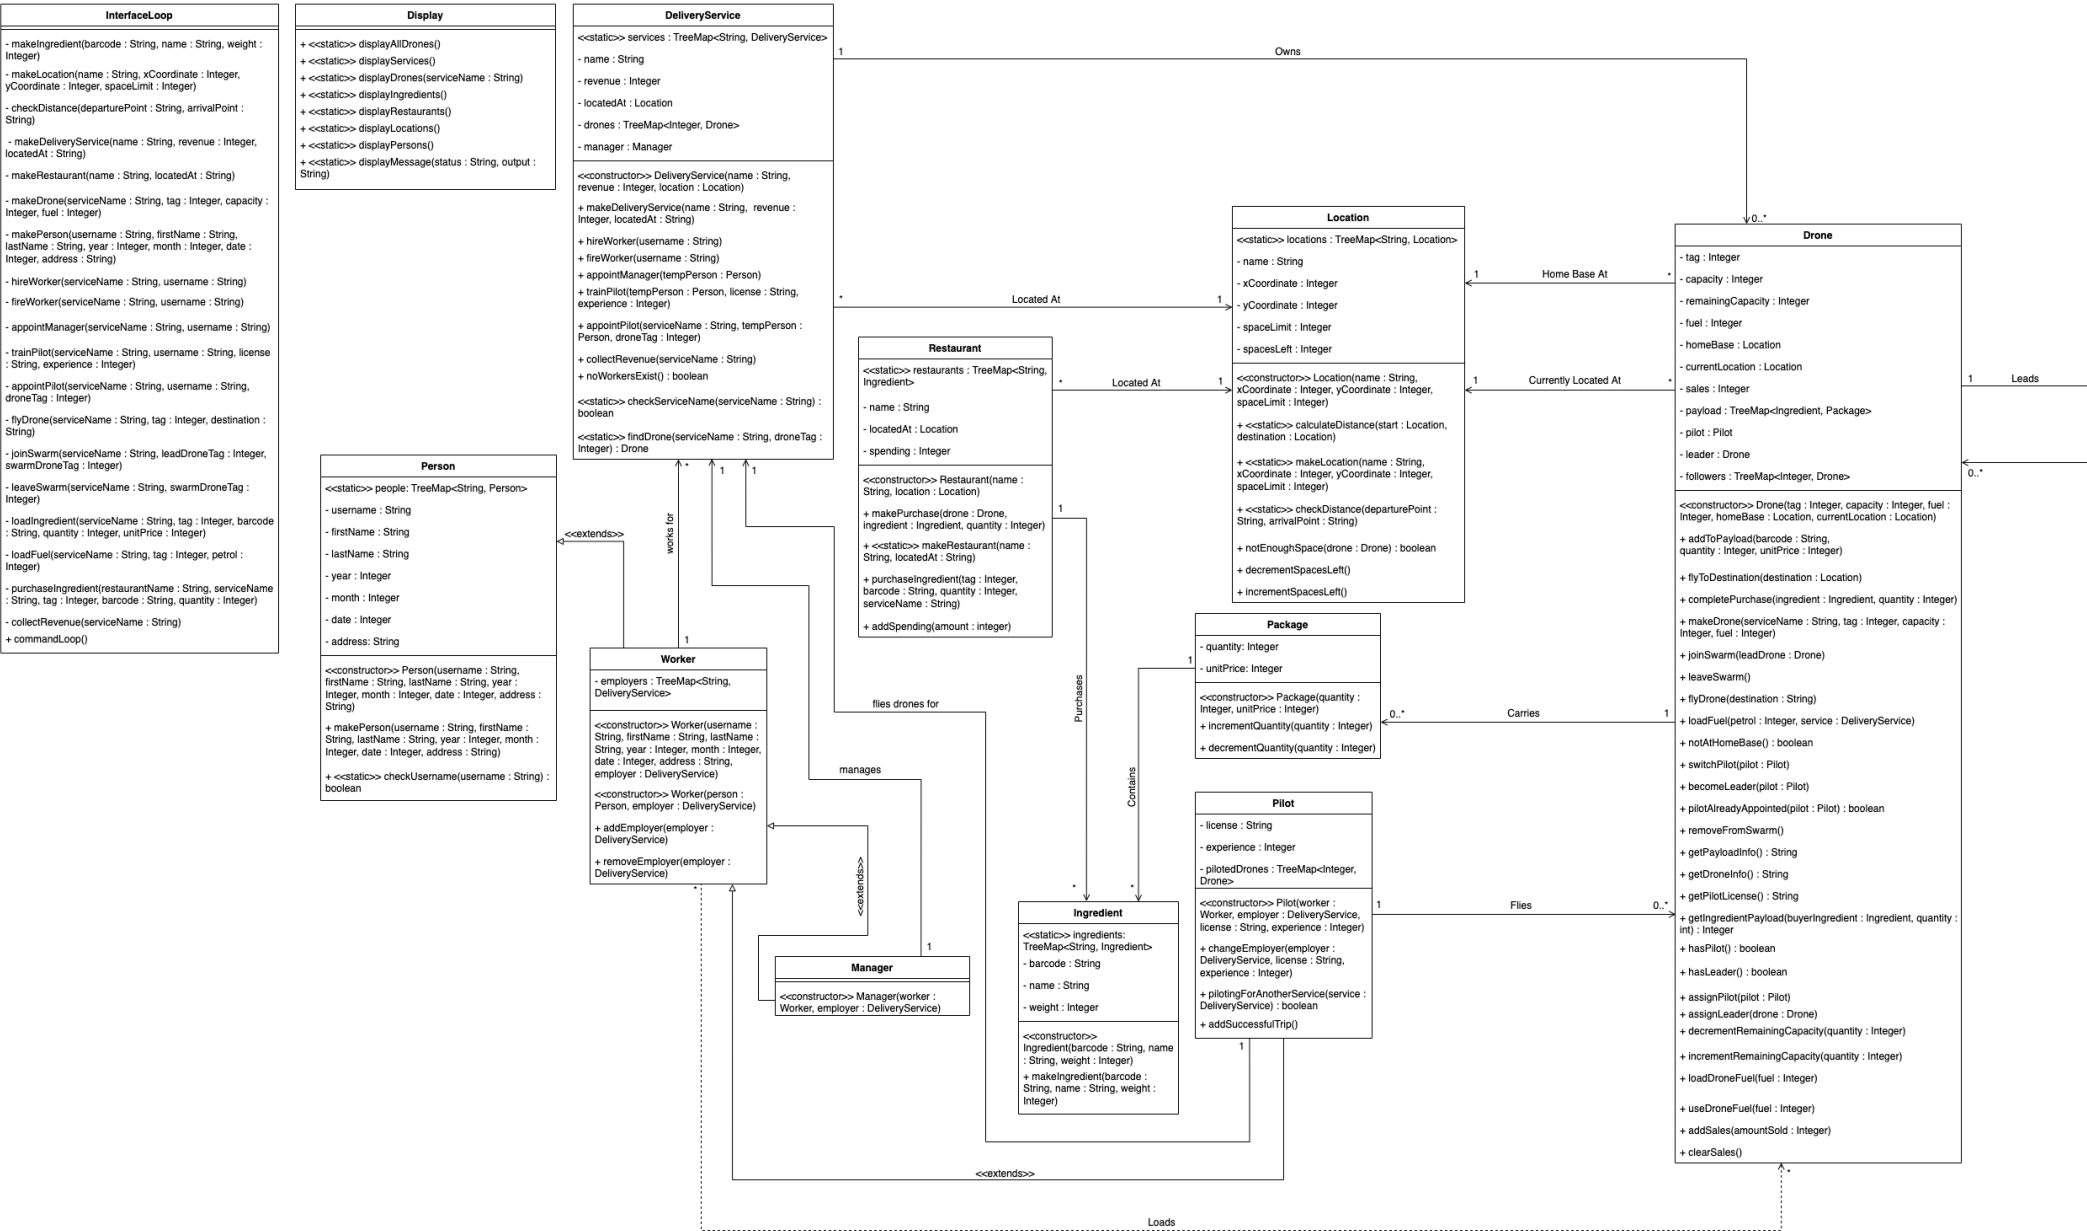 InterfaceLoop
- makeIngredient(barcode : String, name : String, weight :
Integer)
- makeLocation(name : String, xCoordinate : Integer,
yCoordinate : Integer, spaceLimit : Integer)
- checkDistance(departurePoint : String, arrivalPoint :
String)
- makeDeliveryService(name : String, revenue : Integer,
locatedAt : String)
- makeRestaurant(name : String, locatedAt : String)
- makeDrone(serviceName : String, tag : Integer, capacity :
Integer, fuel : Integer)
- makePerson(username : String, firstName : String,
lastName : String, year : Integer, month : Integer, date :
Integer, address : String)
- hireWorker(serviceName : String, username : String)
- fireWorker(serviceName : String, username : String)
- appointManager(serviceName : String, username : String)
- trainPilot(serviceName : String, username : String, license
: String, experience : Integer)
- appointPilot(serviceName : String, username : String,
droneTag : Integer)
- flyDrone(serviceName : String, tag : Integer, destination :
String)
- joinSwarm(serviceName : String, leadDroneTag : Integer,
swarmDroneTag : Integer)
- leaveSwarm(serviceName : String, swarmDroneTag :
Integer)
- loadIngredient(serviceName : String, tag : Integer, barcode
: String, quantity : Integer, unitPrice : Integer)
- loadFuel(serviceName : String, tag : Integer, petrol :
Integer)
- purchaseIngredient(restaurantName : String, serviceName
: String, tag : Integer, barcode : String, quantity : Integer)
- collectRevenue(serviceName : String)
+ commandLoop()
Display
+ <<static>> displayAllDrones()
+ <<static>> displayServices()
+ <<static>> displayDrones(serviceName : String)
+ <<static>> displayIngredients()
+ <<static>> displayRestaurants()
+ <<static>> displayLocations()
+ <<static>> displayPersons()
+ <<static>> displayMessage(status : String, output :
String)
DeliveryService
<<static>> services : TreeMap<String, DeliveryService>
- name : String
- revenue : Integer
- locatedAt : Location
- drones : TreeMap<Integer, Drone>
- manager : Manager
<<constructor>> DeliveryService(name : String,
revenue : Integer, location : Location)
+ makeDeliveryService(name : String,  revenue :
Integer, locatedAt : String)
+ hireWorker(username : String)
+ fireWorker(username : String)
+ appointManager(tempPerson : Person)
+ trainPilot(tempPerson : Person, license : String,
experience : Integer)
+ appointPilot(serviceName : String, tempPerson :
Person, droneTag : Integer)
+ collectRevenue(serviceName : String)
+ noWorkersExist() : boolean
<<static>> checkServiceName(serviceName : String) :
boolean
<<static>> findDrone(serviceName : String, droneTag :
Integer) : Drone
1
Owns
0..*
*
Located At
1
Person
<<static>> people: TreeMap<String, Person>
- username : String
- firstName : String
- lastName : String
- year : Integer
- month : Integer
- date : Integer
- address: String
<<constructor>> Person(username : String,
firstName : String, lastName : String, year :
Integer, month : Integer, date : Integer, address :
String)
+ makePerson(username : String, firstName :
String, lastName : String, year : Integer, month :
Integer, date : Integer, address : String)
+ <<static>> checkUsername(username : String) :
boolean
<<extends>>
works for
*
1
1
1
Worker
- employers : TreeMap<String,
DeliveryService>
<<constructor>> Worker(username :
String, firstName : String, lastName :
String, year : Integer, month : Integer,
date : Integer, address : String,
employer : DeliveryService)
<<constructor>> Worker(person :
Person, employer : DeliveryService)
+ addEmployer(employer :
DeliveryService)
+ removeEmployer(employer :
DeliveryService)
*
<<extends>>
manages
1
flies drones for
Manager
<<constructor>> Manager(worker :
Worker, employer : DeliveryService)
Restaurant
<<static>> restaurants : TreeMap<String,
Ingredient>
- name : String
- locatedAt : Location
- spending : Integer
<<constructor>> Restaurant(name :
String, location : Location)
+ makePurchase(drone : Drone,
ingredient : Ingredient, quantity : Integer)
+ <<static>> makeRestaurant(name :
String, locatedAt : String)
+ purchaseIngredient(tag : Integer,
barcode : String, quantity : Integer,
serviceName : String)
+ addSpending(amount : integer)
*
Located At
1
1
Purchases
*
Location
<<static>> locations : TreeMap<String, Location>
- name : String
- xCoordinate : Integer
- yCoordinate : Integer
- spaceLimit : Integer
- spacesLeft : Integer
<<constructor>> Location(name : String,
xCoordinate : Integer, yCoordinate : Integer,
spaceLimit : Integer)
+ <<static>> calculateDistance(start : Location,
destination : Location)
+ <<static>> makeLocation(name : String,
xCoordinate : Integer, yCoordinate : Integer,
spaceLimit : Integer)
+ <<static>> checkDistance(departurePoint :
String, arrivalPoint : String)
+ notEnoughSpace(drone : Drone) : boolean
+ decrementSpacesLeft()
+ incrementSpacesLeft()
1
Home Base At
*
1
Currently Located At
*
Package
- quantity: Integer
- unitPrice: Integer
<<constructor>> Package(quantity :
Integer, unitPrice : Integer)
+ incrementQuantity(quantity : Integer)
+ decrementQuantity(quantity : Integer)
1
Contains
*
0..*
Carries
1
Pilot
- license : String
- experience : Integer
- pilotedDrones : TreeMap<Integer,
Drone>
<<constructor>> Pilot(worker :
Worker, employer : DeliveryService,
license : String, experience : Integer)
+ changeEmployer(employer :
DeliveryService, license : String,
experience : Integer)
+ pilotingForAnotherService(service :
DeliveryService) : boolean
+ addSuccessfulTrip()
1
1
Flies
0..*
Ingredient
<<static>> ingredients:
TreeMap<String, Ingredient>
- barcode : String
- name : String
- weight : Integer
<<constructor>>
Ingredient(barcode : String, name
: String, weight : Integer)
+ makeIngredient(barcode :
String, name : String, weight :
Integer)
<<extends>>
Loads
*
Drone
- tag : Integer
- capacity : Integer
- remainingCapacity : Integer
- fuel : Integer
- homeBase : Location
- currentLocation : Location
- sales : Integer
- payload : TreeMap<Ingredient, Package>
- pilot : Pilot
- leader : Drone
- followers : TreeMap<Integer, Drone>
<<constructor>> Drone(tag : Integer, capacity : Integer, fuel :
Integer, homeBase : Location, currentLocation : Location)
+ addToPayload(barcode : String,
quantity : Integer, unitPrice : Integer)
+ flyToDestination(destination : Location)
+ completePurchase(ingredient : Ingredient, quantity : Integer)
+ makeDrone(serviceName : String, tag : Integer, capacity :
Integer, fuel : Integer)
+ joinSwarm(leadDrone : Drone)
+ leaveSwarm()
+ flyDrone(destination : String)
+ loadFuel(petrol : Integer, service : DeliveryService)
+ notAtHomeBase() : boolean
+ switchPilot(pilot : Pilot)
+ becomeLeader(pilot : Pilot)
+ pilotAlreadyAppointed(pilot : Pilot) : boolean
+ removeFromSwarm()
+ getPayloadInfo() : String
+ getDroneInfo() : String
+ getPilotLicense() : String
+ getIngredientPayload(buyerIngredient : Ingredient, quantity :
int) : Integer
+ hasPilot() : boolean
+ hasLeader() : boolean
+ assignPilot(pilot : Pilot)
+ assignLeader(drone : Drone)
+ decrementRemainingCapacity(quantity : Integer)
+ incrementRemainingCapacity(quantity : Integer)
+ loadDroneFuel(fuel : Integer)
+ useDroneFuel(fuel : Integer)
+ addSales(amountSold : Integer)
+ clearSales()
1
Leads
0..*